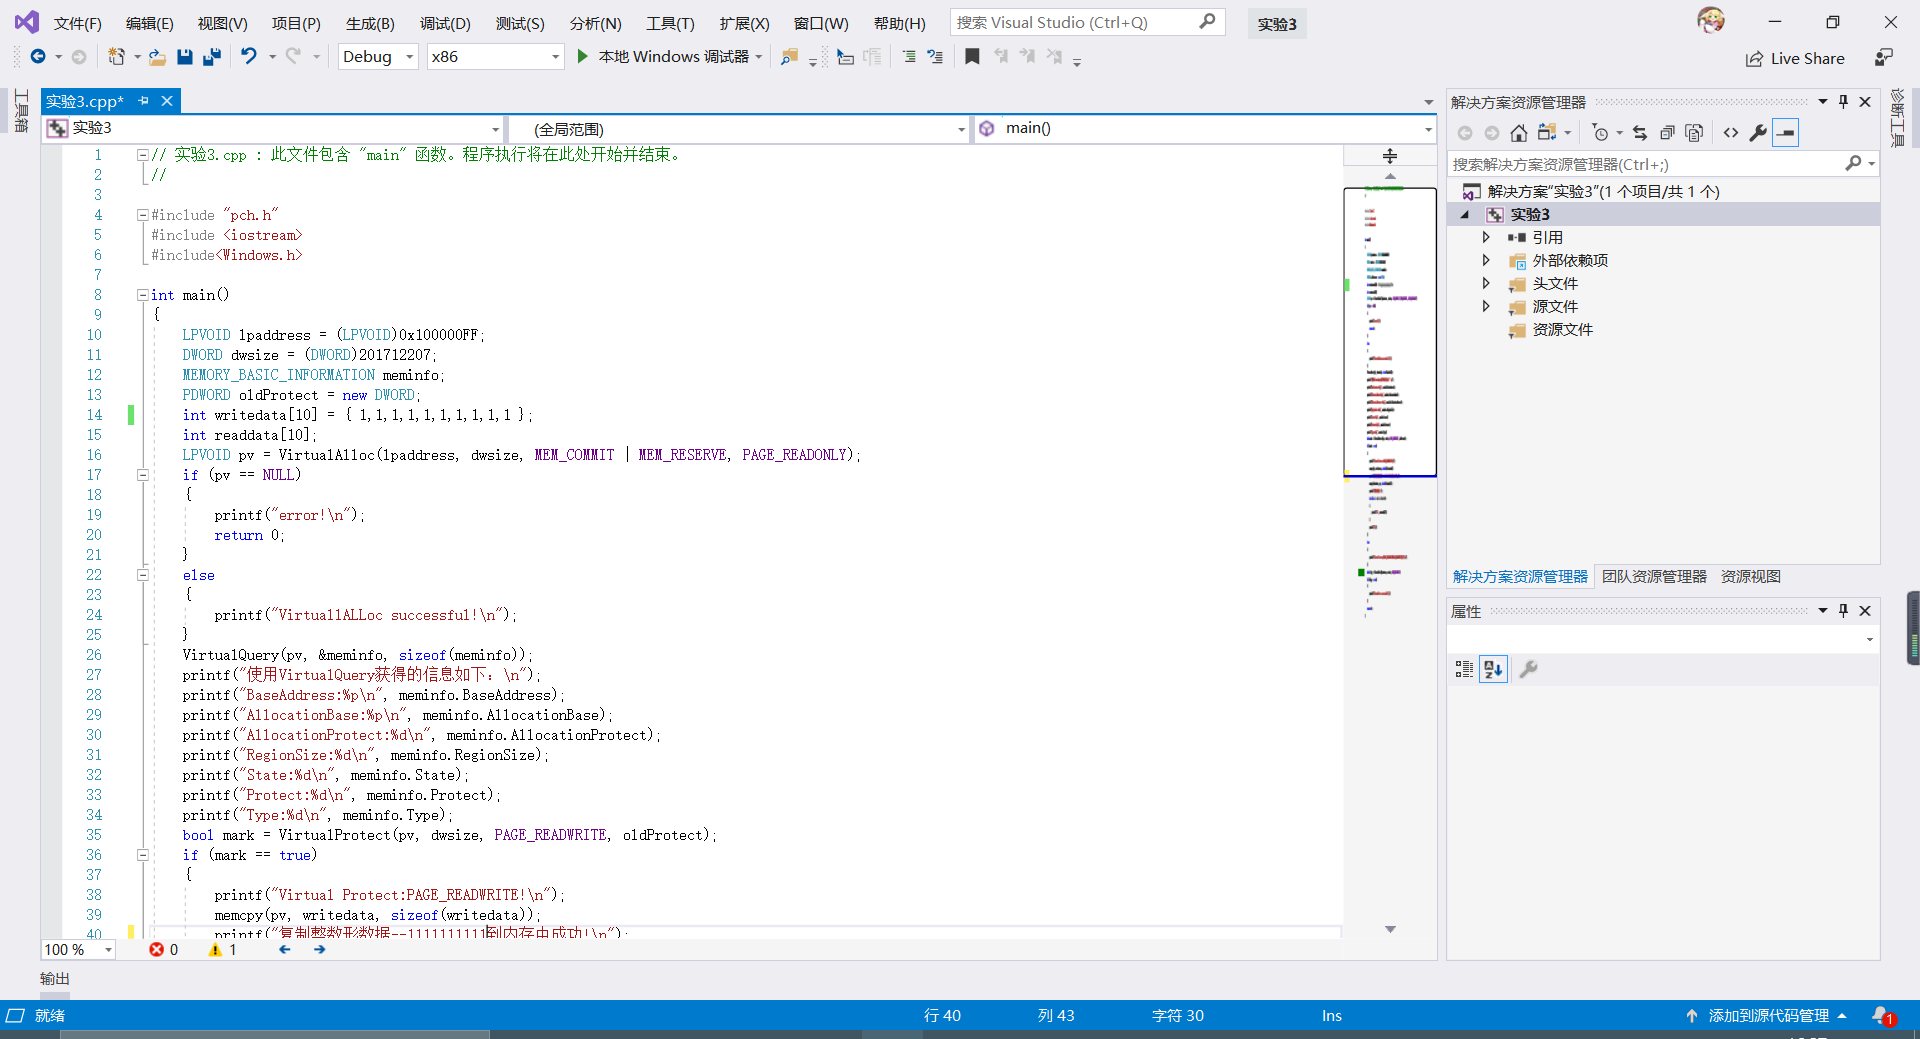 文件(F) 编辑(E) 视图(V) 项目(P) 生成(B) 调试(D) 测试(S) 分析(N) 工具(T) 扩展(X) 窗口(W) 帮助(H) 搜索 Visual Studio (Ctrl+Q) 实验3
Debug x86 本地 Windows 调试器 Live Share
工具箱
实验3.cpp*
实验3 (全局范围) main()
1 // 实验3.cpp : 此文件包含 "main" 函数。程序执行将在此处开始并结束。
2 //
3
4 #include "pch.h"
5 #include <iostream>
6 #include<Windows.h>
7
8 int main()
9 {
10 LPVOID lpaddress = (LPVOID)0x100000FF;
11 DWORD dwsize = (DWORD)201712207;
12 MEMORY_BASIC_INFORMATION meminfo;
13 PDWORD oldProtect = new DWORD;
14 int writedata[10] = { 1,1,1,1,1,1,1,1,1,1 };
15 int readdata[10];
16 LPVOID pv = VirtualAlloc(lpaddress, dwsize, MEM_COMMIT | MEM_RESERVE, PAGE_READONLY);
17 if (pv == NULL)
18 {
19 printf("error!\n");
20 return 0;
21 }
22 else
23 {
24 printf("VirtuallALLoc successful!\n");
25 }
26 VirtualQuery(pv, &meminfo, sizeof(meminfo));
27 printf("使用VirtualQuery获得的信息如下：\n");
28 printf("BaseAddress:%p\n", meminfo.BaseAddress);
29 printf("AllocationBase:%p\n", meminfo.AllocationBase);
30 printf("AllocationProtect:%d\n", meminfo.AllocationProtect);
31 printf("RegionSize:%d\n", meminfo.RegionSize);
32 printf("State:%d\n", meminfo.State);
33 printf("Protect:%d\n", meminfo.Protect);
34 printf("Type:%d\n", meminfo.Type);
35 bool mark = VirtualProtect(pv, dwsize, PAGE_READWRITE, oldProtect);
36 if (mark == true)
37 {
38 printf("Virtual Protect:PAGE_READWRITE!\n");
39 memcpy(pv, writedata, sizeof(writedata));
40 printf("复制整数形数据--1111111111到内存中成功!\n");
100 % 0 1
输出
解决方案资源管理器
搜索解决方案资源管理器(Ctrl+;)
解决方案"实验3"(1 个项目/共 1 个)
实验3
引用
外部依赖项
头文件
源文件
资源文件
解决方案资源管理器 团队资源管理器 资源视图
属性
诊断工具
就绪 行 40 列 43 字符 30 Ins 添加到源代码管理 1